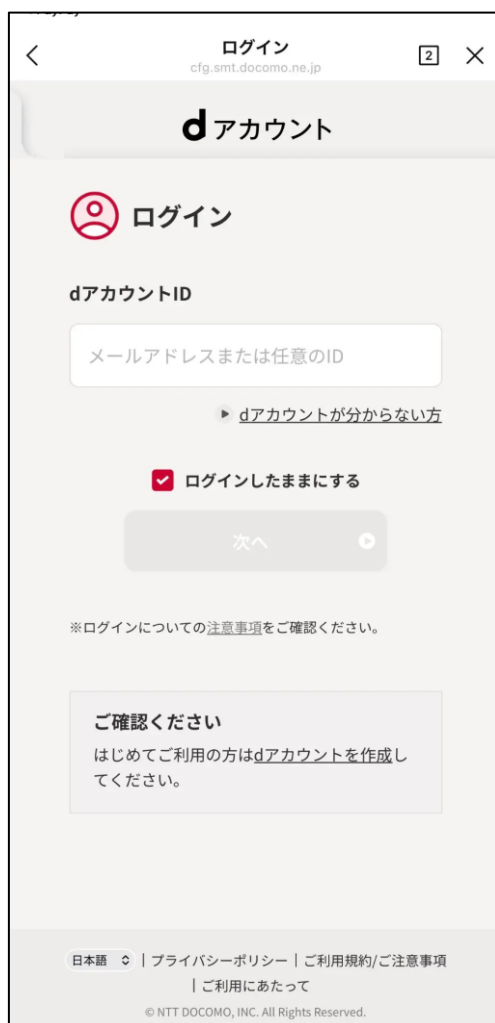 ログイン
cfg.smt.docomo.ne.jp
2
dアカウント
ログイン
dアカウントID
メールアドレスまたは任意のID
dアカウントが分からない方
ログインしたままにする
次へ
※ログインについての注意事項をご確認ください。
ご確認ください
はじめてご利用の方はdアカウントを作成し
てください。
日本語 | プライバシーポリシー | ご利用規約/ご注意事項
| ご利用にあたって
© NTT DOCOMO, INC. All Rights Reserved.